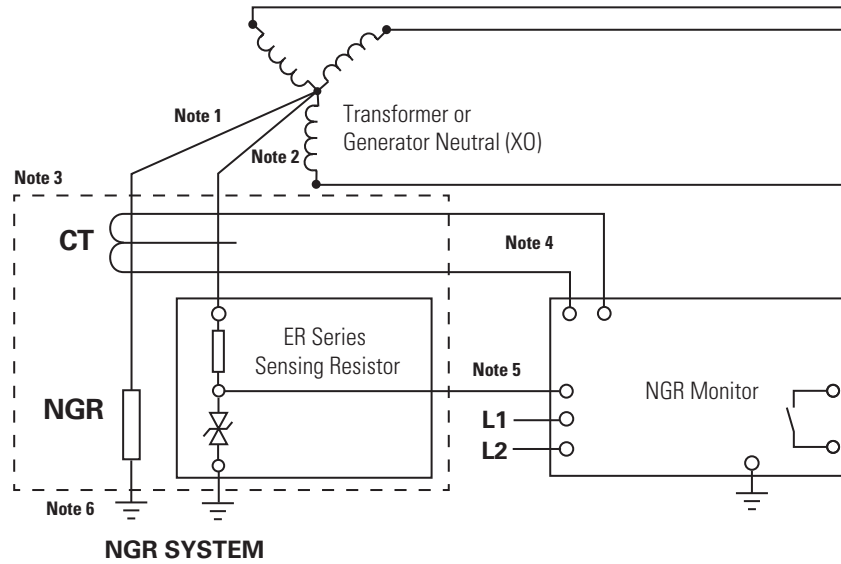 Note 1
Transformer or
Generator Neutral (XO)
Note 2
Note 3
CT
Note 4
ER Series
Sensing Resistor
Note 5
NGR Monitor
NGR
L1
L2
Note 6
NGR SYSTEM